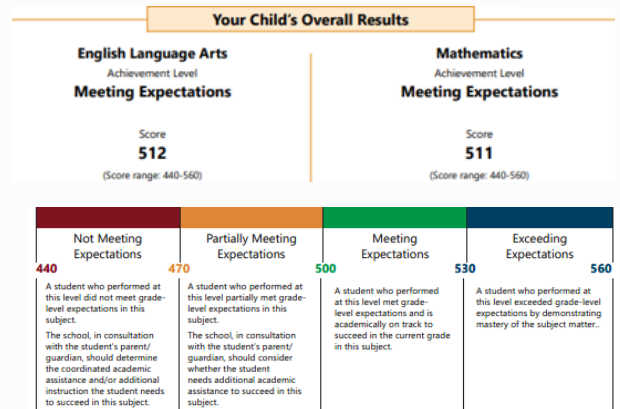 Your Child's Overall Results
English Language Arts
Achievement Level
Meeting Expectations
Score
512
(Score range: 440-560)
Mathematics
Achievement Level
Meeting Expectations
Score
511
(Score range: 440-560)
Not Meeting
Expectations
Partially Meeting
Expectations
Meeting
Expectations
Exceeding
Expectations
440
470
500
530
560
A student who performed at
this level did not meet grade-
level expectations in this
subject.
The school, in consultation
with the student's parent/
guardian, should determine
the coordinated academic
assistance and/or additional
instruction the student needs
to succeed in this subject.
A student who performed at
this level partially met grade-
level expectations in this
subject.
The school, in consultation
with the student's parent/
guardian, should consider
whether the student
needs additional academic
assistance to succeed in this
subject.
A student who performed
at this level met grade-
level expectations and is
academically on track to
succeed in the current grade
in this subject.
A student who performed at
this level exceeded grade-level
expectations by demonstrating
mastery of the subject matter..